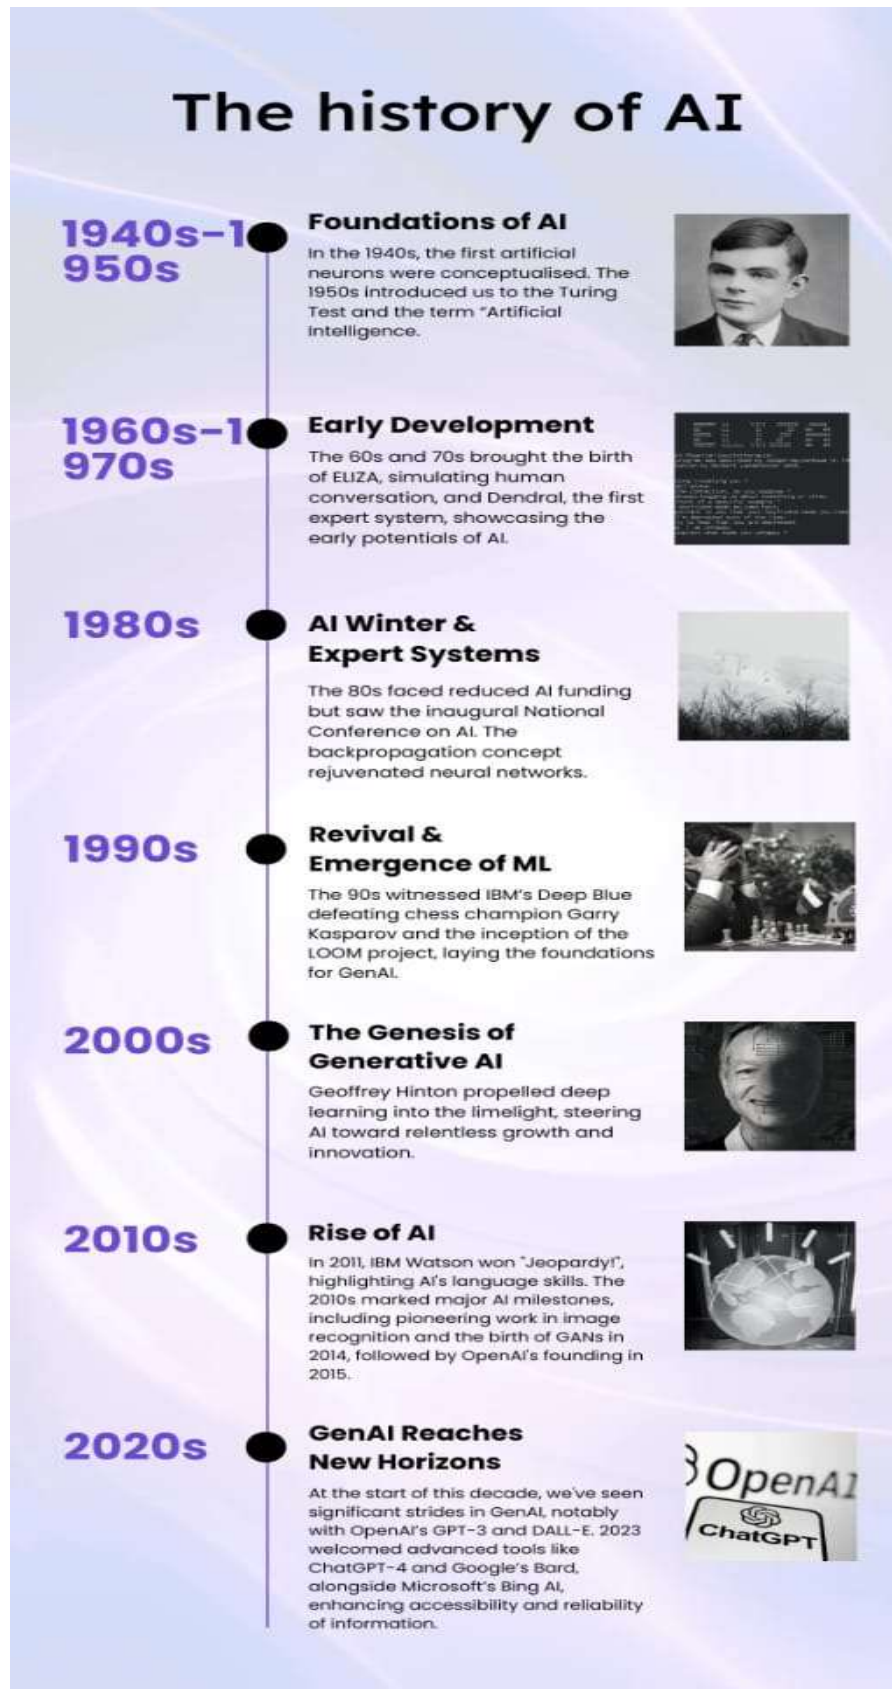 The history of AI
1940s-1
950s
Foundations of AI
In the 1940s, the first artificial
neurons were conceptualised. The
1950s introduced us to the Turing
Test and the term “Artificial
Intelligence.
1960s-1
970s
Early Development
The 60s and 70s brought the birth
of ELIZA, simulating human
conversation, and Dendral, the first
expert system, showcasing the
early potentials of AI.
1980s
AI Winter &
Expert Systems
The 80s faced reduced AI funding
but saw the inaugural National
Conference on AI. The
backpropagation concept
rejuvenated neural networks.
1990s
Revival &
Emergence of ML
The 90s witnessed IBM's Deep Blue
defeating chess champion Garry
Kasparov and the inception of the
LOOM project, laying the foundations
for GenAI.
2000s
The Genesis of
Generative AI
Geoffrey Hinton propelled deep
learning into the limelight, steering
AI toward relentless growth and
innovation.
2010s
Rise of AI
In 2011, IBM Watson won "Jeopardy!",
highlighting AI's language skills. The
2010s marked major AI milestones,
including pioneering work in image
recognition and the birth of GANs in
2014, followed by OpenAI's founding in
2015.
2020s
GenAI Reaches
New Horizons
At the start of this decade, we've seen
significant strides in GenAI, notably
with OpenAI's GPT-3 and DALL-E. 2023
welcomed advanced tools like
ChatGPT-4 and Google's Bard,
alongside Microsoft's Bing AI,
enhancing accessibility and reliability
of information.
OpenAI
ChatGPT